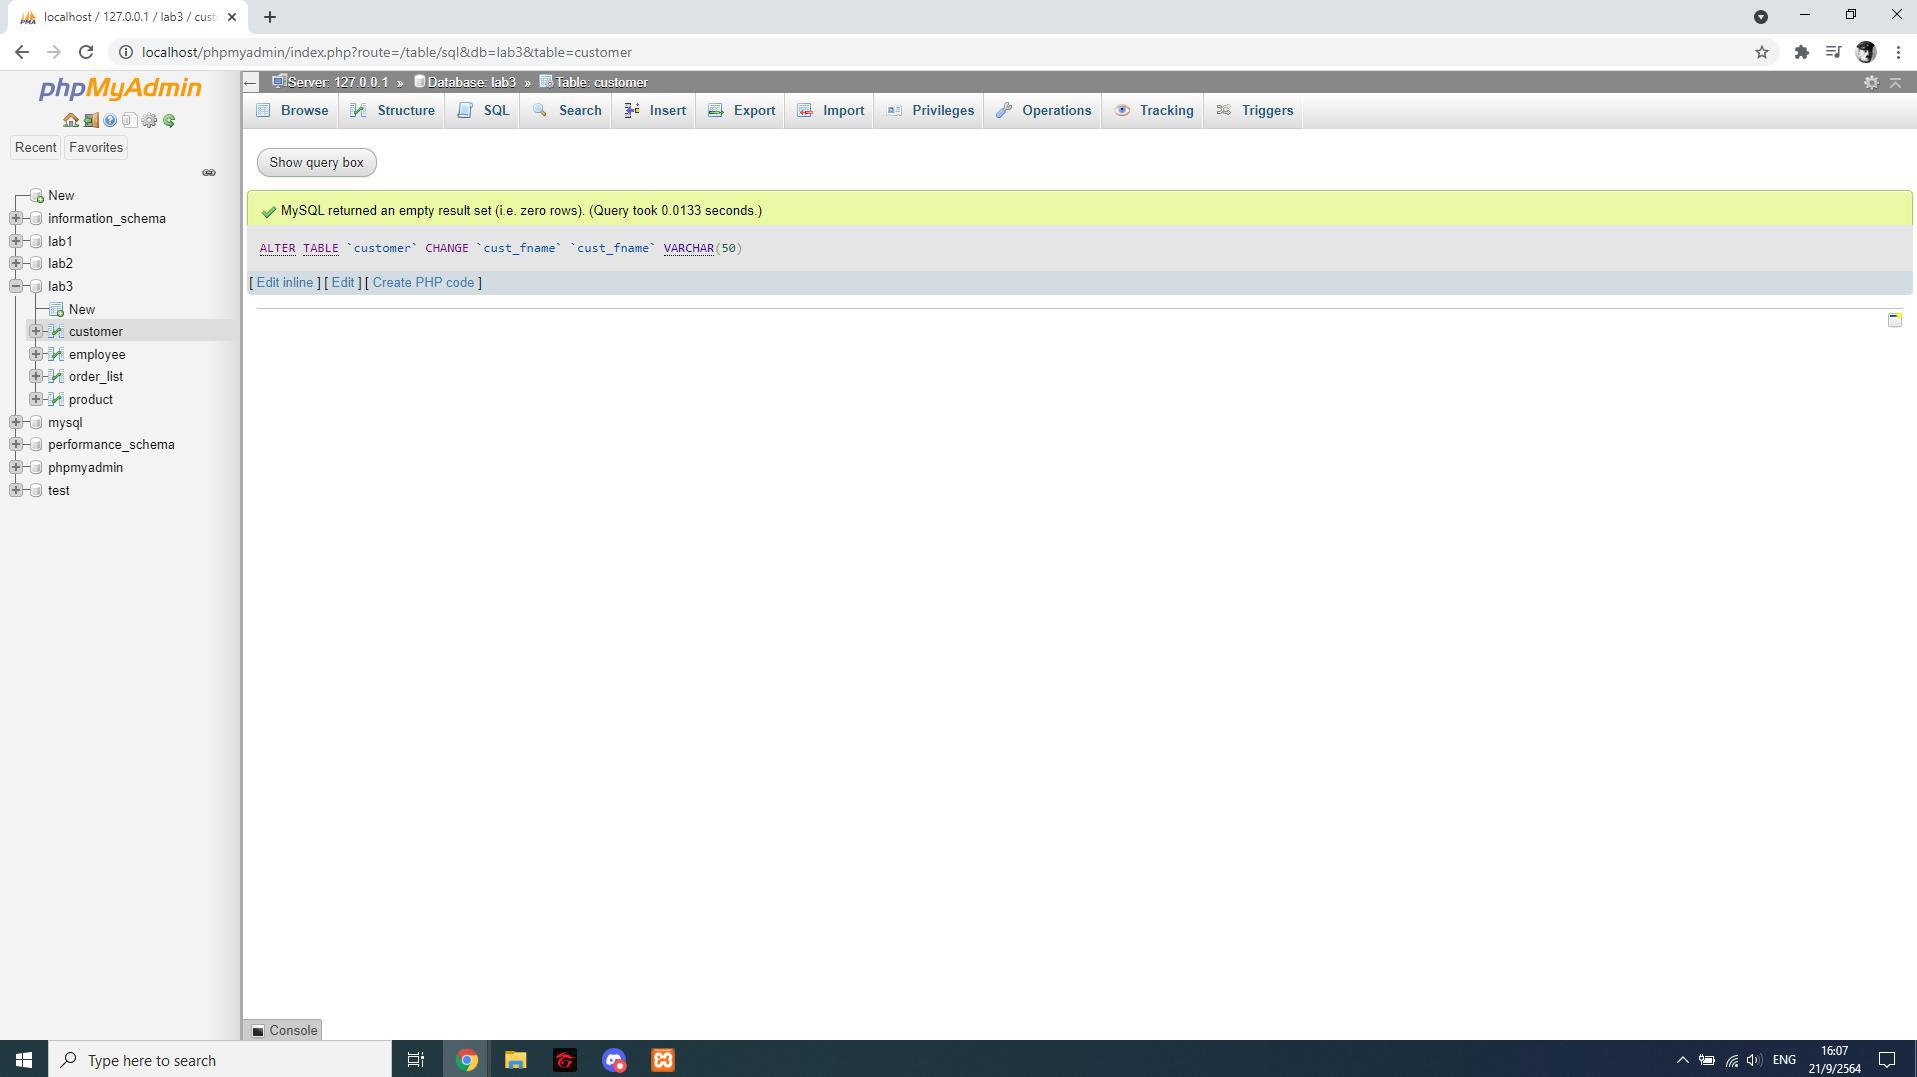 localhost / 127.0.0.1 / lab3 / cust
localhost/phpmyadmin/index.php?route=/table/sql&db=lab3&table=customer
phpMyAdmin
Recent
Favorites
New
information_schema
lab1
lab2
lab3
New
customer
employee
order_list
product
mysql
performance_schema
phpmyadmin
test
Server: 127.0.0.1 » Database: lab3 » Table: customer
Browse Structure SQL Search Insert Export Import Privileges Operations Tracking Triggers
Show query box
MySQL returned an empty result set (i.e. zero rows). (Query took 0.0133 seconds.)
ALTER TABLE `customer` CHANGE `cust_fname` `cust_fname` VARCHAR(50)
[ Edit inline ] [ Edit ] [ Create PHP code ]
Console
Type here to search
ENG
16:07
21/9/2564